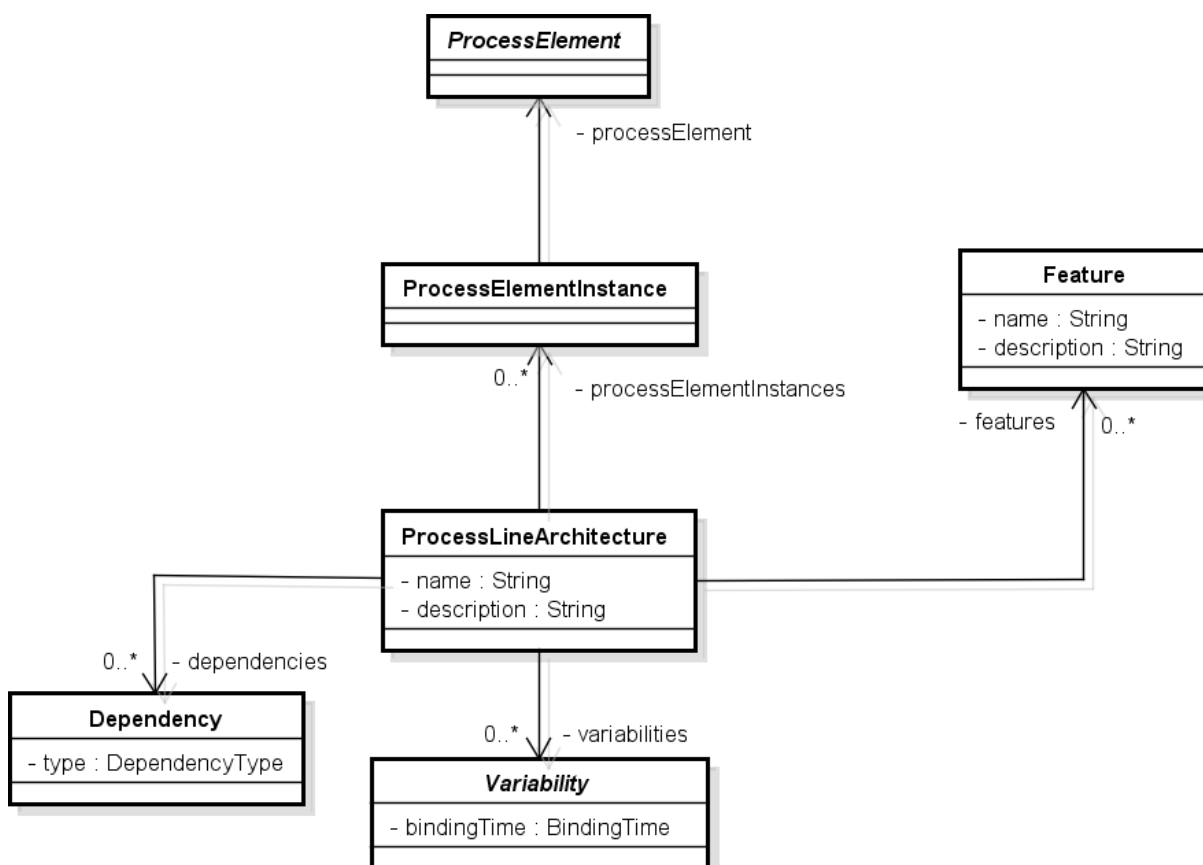 ProcessElement
- processElement
ProcessElementInstance
0..*
- processElementInstances
Feature
- name : String
- description : String
- features
0..*
ProcessLineArchitecture
- name : String
- description : String
0..*
- dependencies
Dependency
- type : DependencyType
0..*
- variabilities
Variability
- bindingTime : BindingTime